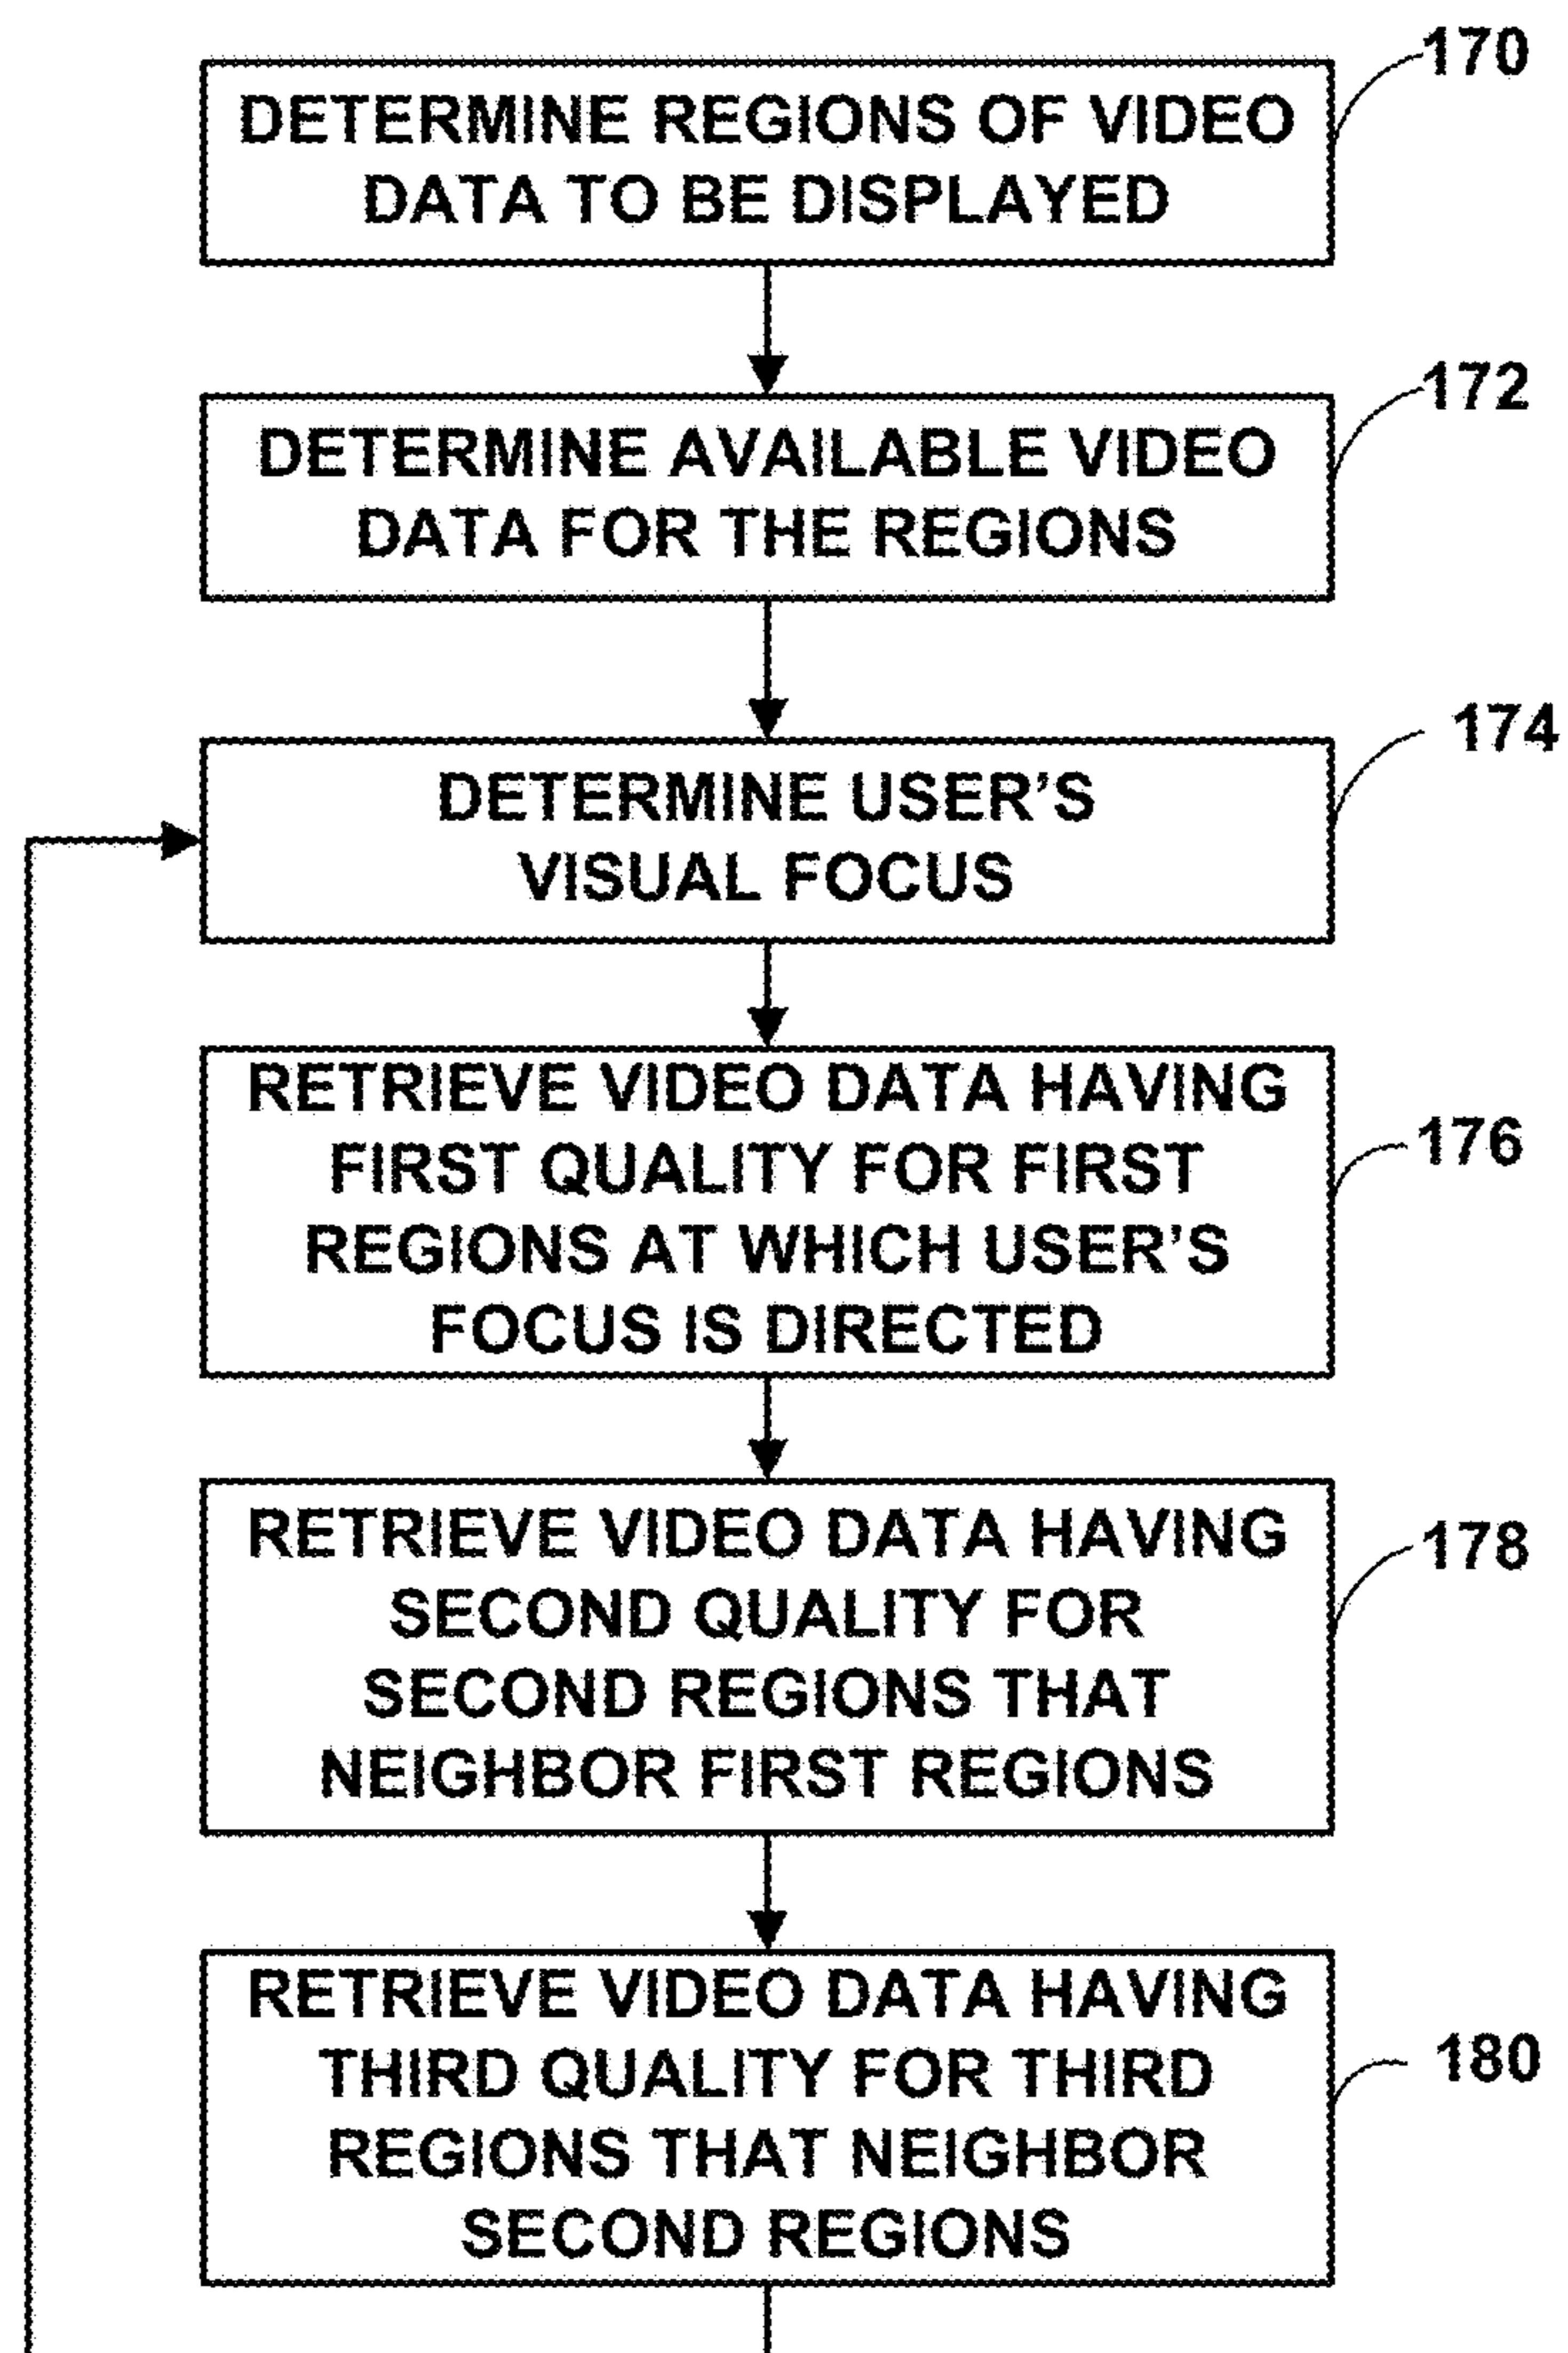 170
DETERMINE REGIONS OF VIDEO
DATA TO BE DISPLAYED
172
DETERMINE AVAILABLE VIDEO
DATA FOR THE REGIONS
174
DETERMINE USER’S
VISUAL FOCUS
RETRIEVE VIDEO DATA HAVING
FIRST QUALITY FOR FIRST
REGIONS AT WHICH USER’S
FOCUS IS DIRECTED
176
RETRIEVE VIDEO DATA HAVING
SECOND QUALITY FOR
SECOND REGIONS THAT
NEIGHBOR FIRST REGIONS
178
RETRIEVE VIDEO DATA HAVING
THIRD QUALITY FOR THIRD
REGIONS THAT NEIGHBOR
SECOND REGIONS
180